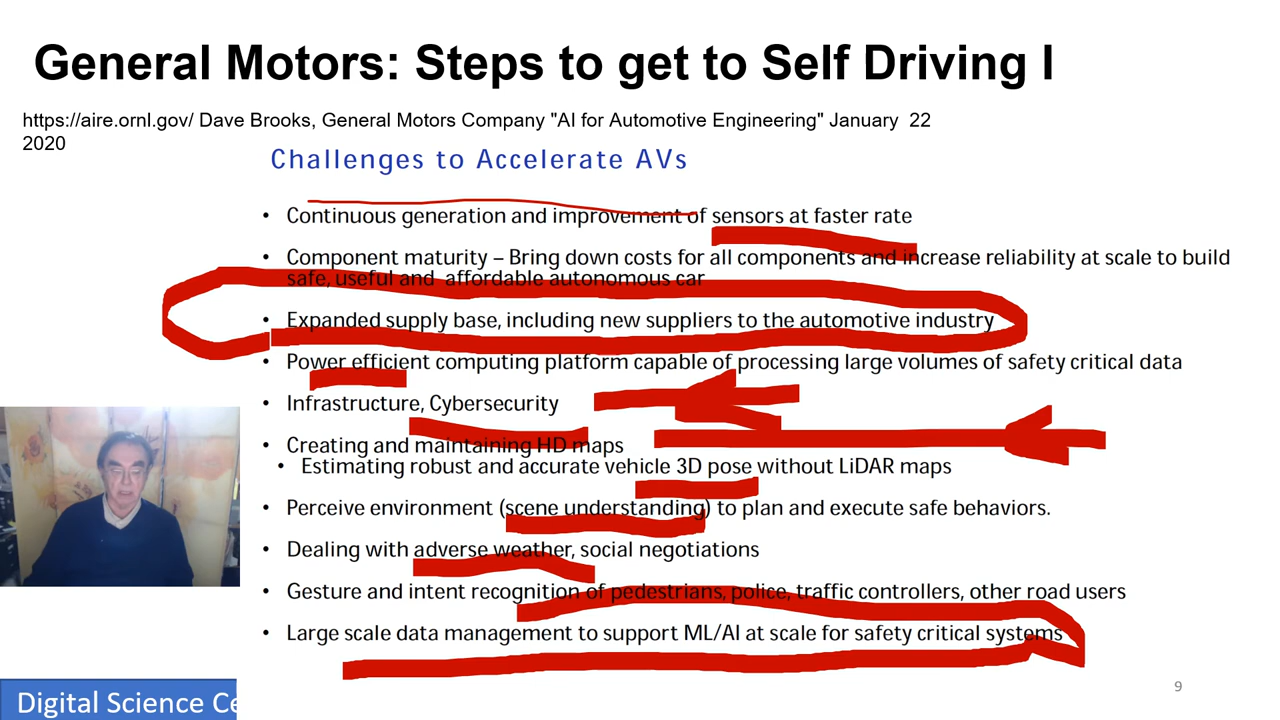 General Motors: Steps to get to Self Driving I
https://aire.ornl.gov/ Dave Brooks, General Motors Company "AI for Automotive Engineering" January 22
2020
Challenges to Accelerate AVs
• Continuous generation and improvement of sensors at faster rate
• Component maturity – Bring down costs for all components and increase reliability at scale to build
safe, useful and affordable autonomous car
• Expanded supply base, including new suppliers to the automotive industry
• Power efficient computing platform capable of processing large volumes of safety critical data
• Infrastructure, Cybersecurity
• Creating and maintaining HD maps
• Estimating robust and accurate vehicle 3D pose without LiDAR maps
• Perceive environment (scene understanding) to plan and execute safe behaviors.
• Dealing with adverse weather, social negotiations
• Gesture and intent recognition of pedestrians, police, traffic controllers, other road users
• Large scale data management to support ML/AI at scale for safety critical systems
9
Digital Science Ce